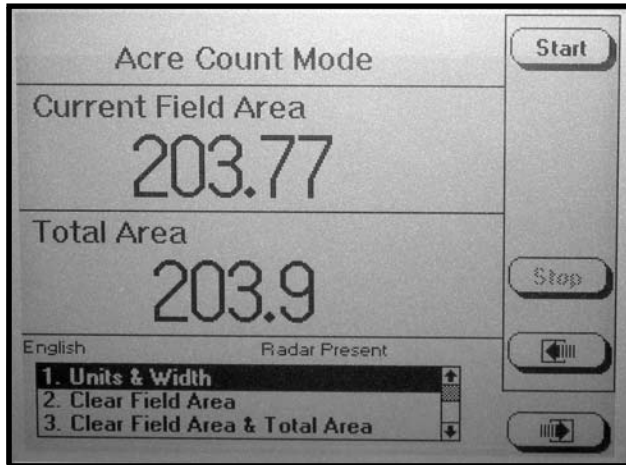 Acre Count Mode
Start
Current Field Area
203.77
Total Area
203.9
Stop
English Radar Present
1. Units & Width
2. Clear Field Area
3. Clear Field Area & Total Area